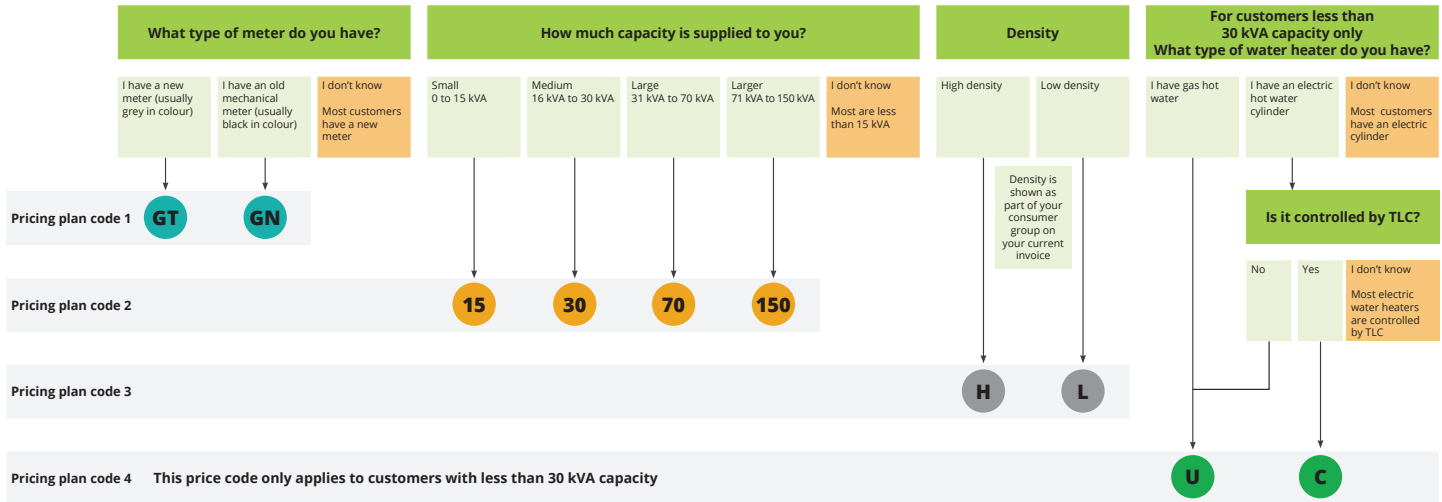 What type of meter do you have?
How much capacity is supplied to you?
Density
For customers less than
30 kVA capacity only
What type of water heater do you have?
I have a new
meter (usually
grey in colour)
I have an old
mechanical
meter (usually
black in colour)
I don't know
Most customers
have a new
meter
Small
0 to 15 kVA
Medium
16 kVA to 30 kVA
Large
31 kVA to 70 kVA
Larger
71 kVA to 150 kVA
I don't know
Most are less
than 15 kVA
High density
Low density
I have gas hot
water
I have an electric
hot water
cylinder
I don't know
Most customers
have an electric
cylinder
Density is
shown as
part of your
consumer
group on
your current
invoice
Pricing plan code 1
GT
GN
Is it controlled by TLC?
No
Yes
I don't know
Most electric
water heaters
are controlled
by TLC
Pricing plan code 2
15
30
70
150
Pricing plan code 3
H
L
Pricing plan code 4 This price code only applies to customers with less than 30 kVA capacity
U
C